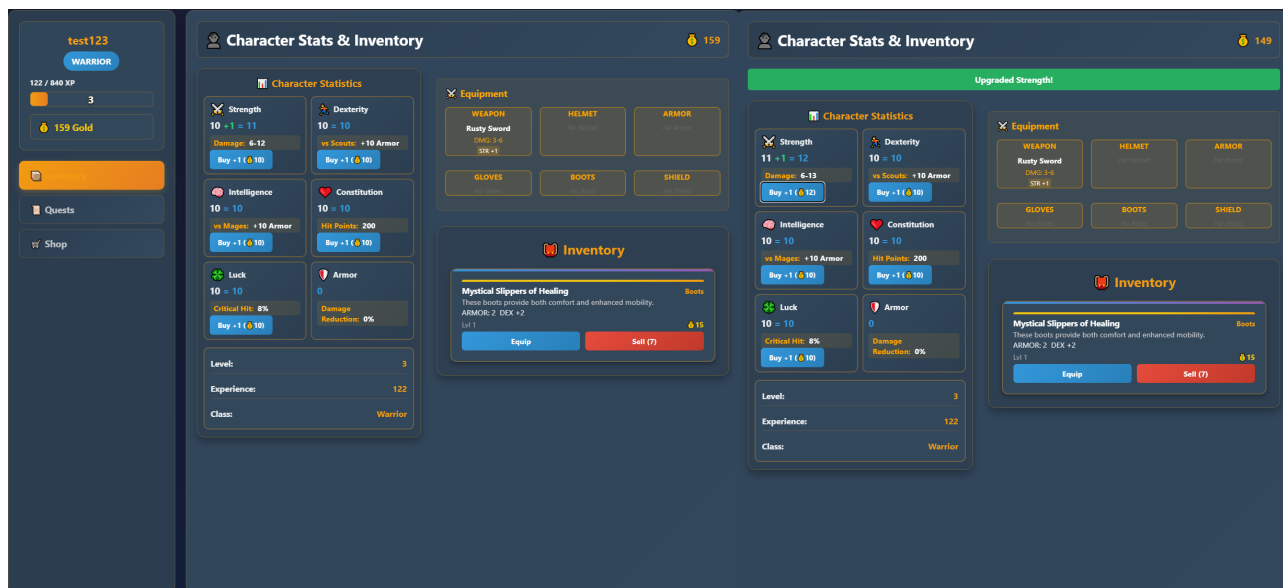 test123
WARRIOR
122 / 840 XP
3
159 Gold
Quests
Shop
Character Stats & Inventory
159
Character Statistics
Strength
10 +1 = 11
Damage: 6-12
Buy +1 (10)
Dexterity
10 = 10
vs Scouts: +10 Armor
Buy +1 (10)
Intelligence
10 = 10
vs Mages: +10 Armor
Buy +1 (10)
Constitution
10 = 10
Hit Points: 200
Buy +1 (10)
Luck
10 = 10
Critical Hit: 8%
Buy +1 (10)
Armor
0
Damage
Reduction: 0%
Level: 3
Experience: 122
Class: Warrior
Equipment
WEAPON
Rusty Sword
DMG: 3-6
STR +1
HELMET
No Helmet
ARMOR
No Armor
GLOVES
BOOTS
SHIELD
Inventory
Mystical Slippers of Healing Boots
These boots provide both comfort and enhanced mobility.
ARMOR: 2 DEX +2
Lvl 1 15
Equip Sell (7)
Character Stats & Inventory
149
Upgraded Strength!
Character Statistics
Strength
11 +1 = 12
Damage: 6-13
Buy +1 (12)
Dexterity
10 = 10
vs Scouts: +10 Armor
Buy +1 (10)
Intelligence
10 = 10
vs Mages: +10 Armor
Buy +1 (10)
Constitution
10 = 10
Hit Points: 200
Buy +1 (10)
Luck
10 = 10
Critical Hit: 8%
Buy +1 (10)
Armor
0
Damage
Reduction: 0%
Level: 3
Experience: 122
Class: Warrior
Equipment
WEAPON
Rusty Sword
DMG: 3-6
STR +1
HELMET
No Helmet
ARMOR
No Armor
GLOVES
BOOTS
SHIELD
Inventory
Mystical Slippers of Healing Boots
These boots provide both comfort and enhanced mobility.
ARMOR: 2 DEX +2
Lvl 1 15
Equip Sell (7)